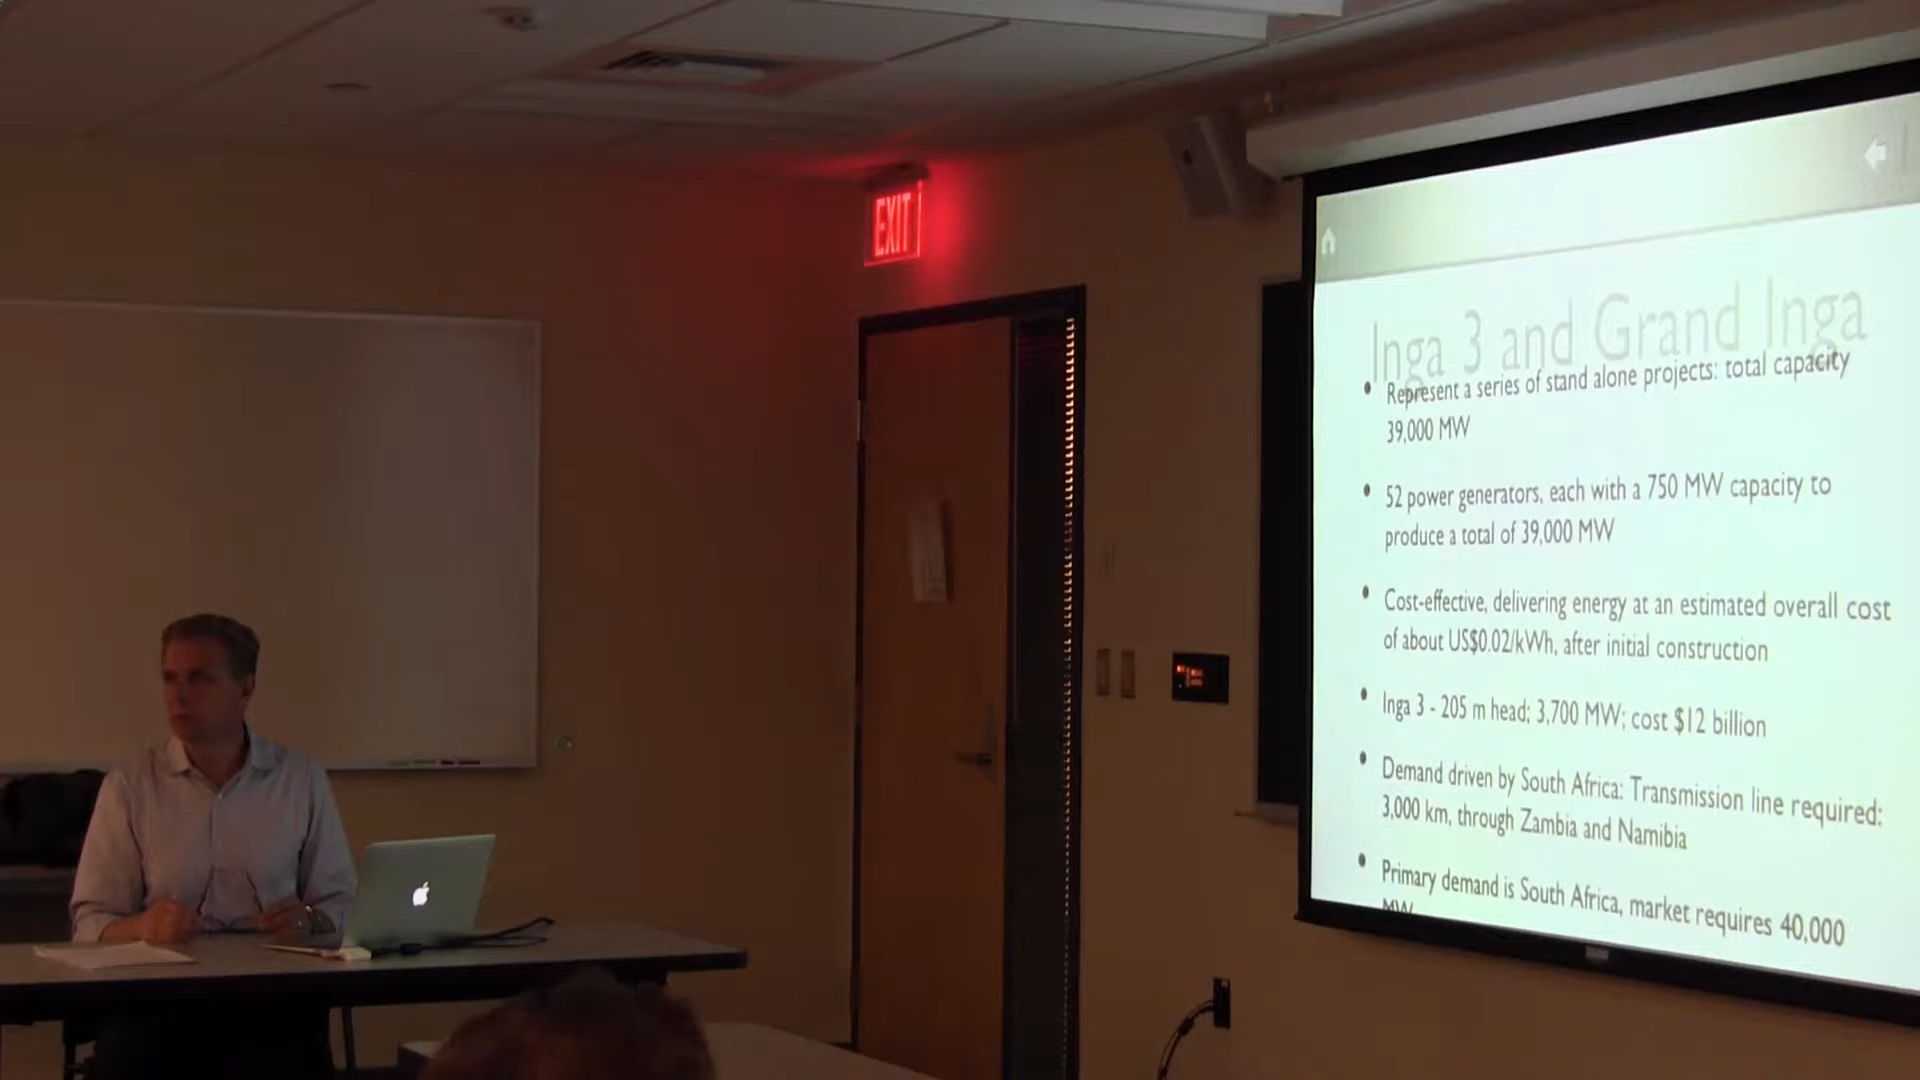 EXIT
Inga 3 and Grand Inga
• Represent a series of stand alone projects: total capacity
39,000 MW
• 52 power generators, each with a 750 MW capacity to
produce a total of 39,000 MW
• Cost-effective, delivering energy at an estimated overall cost
of about US$0.02/kWh, after initial construction
• Inga 3 - 205 m head; 3,700 MW; cost $12 billion
• Demand driven by South Africa: Transmission line required:
3,000 km, through Zambia and Namibia
• Primary demand is South Africa, market requires 40,000
MW